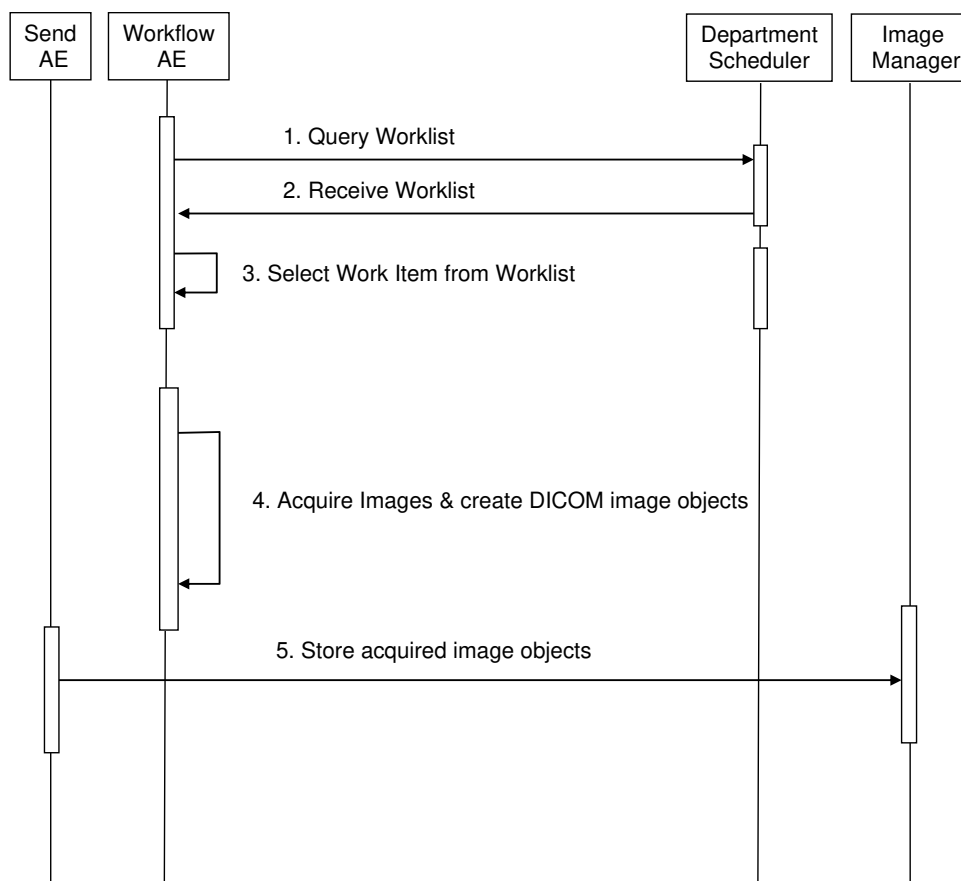 Send
AE
Workflow
AE
Department
Scheduler
Image
Manager
1. Query Worklist
2. Receive Worklist
3. Select Work Item from Worklist
4. Acquire Images & create DICOM image objects
5. Store acquired image objects